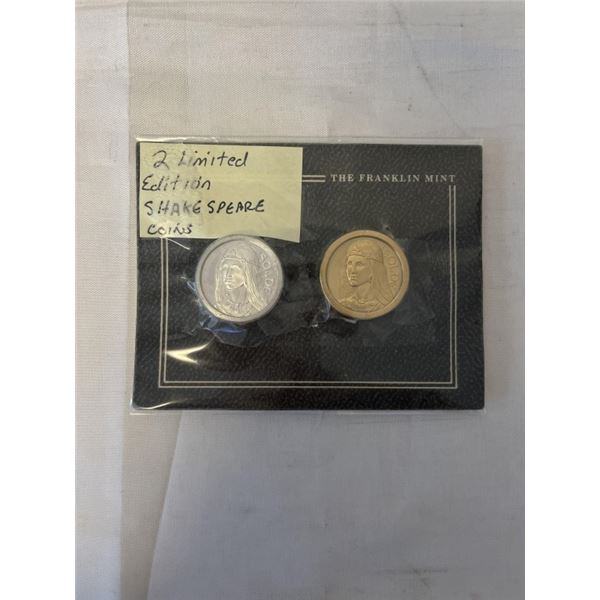 2 Limited
Edition
SHAKESPEARE
COINS
THE FRANKLIN MINT